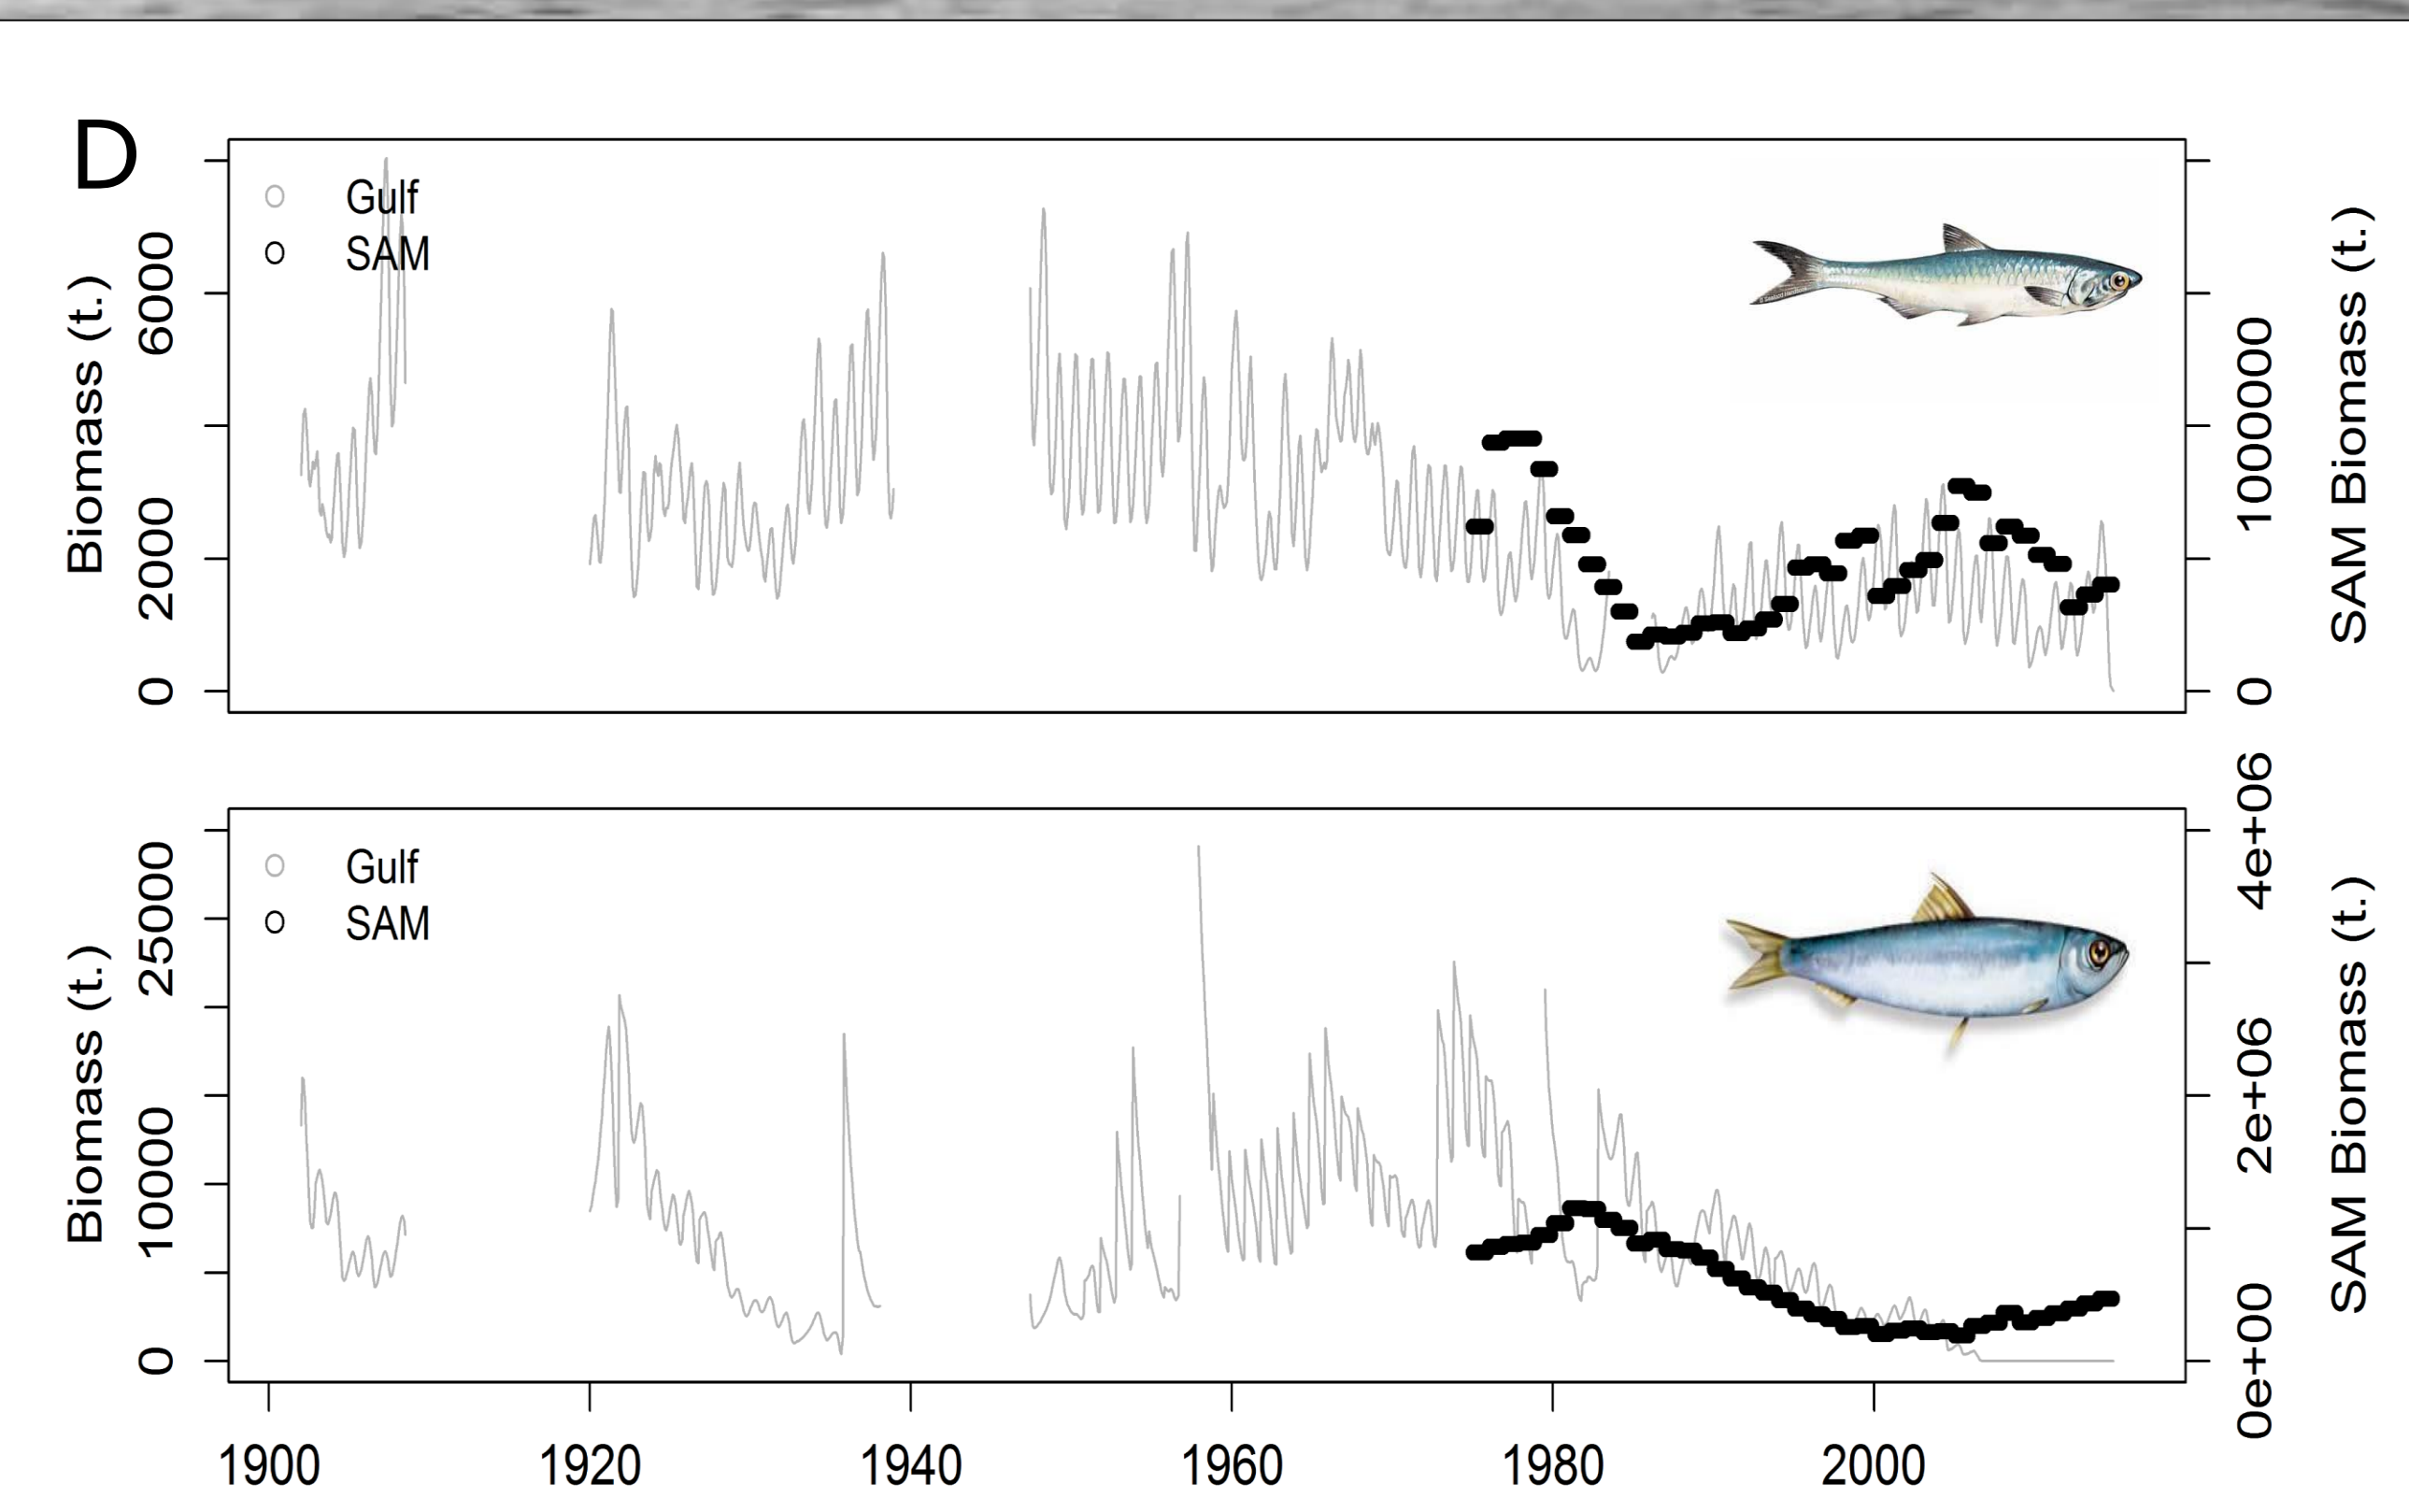 D
Gulf
SAM
Biomass (t.)
6000
2000
0
1000000
0
SAM Biomass (t.)
Gulf
SAM
Biomass (t.)
25000
10000
0
4e+06
2e+06
0e+00
SAM Biomass (t.)
1900 1920 1940 1960 1980 2000